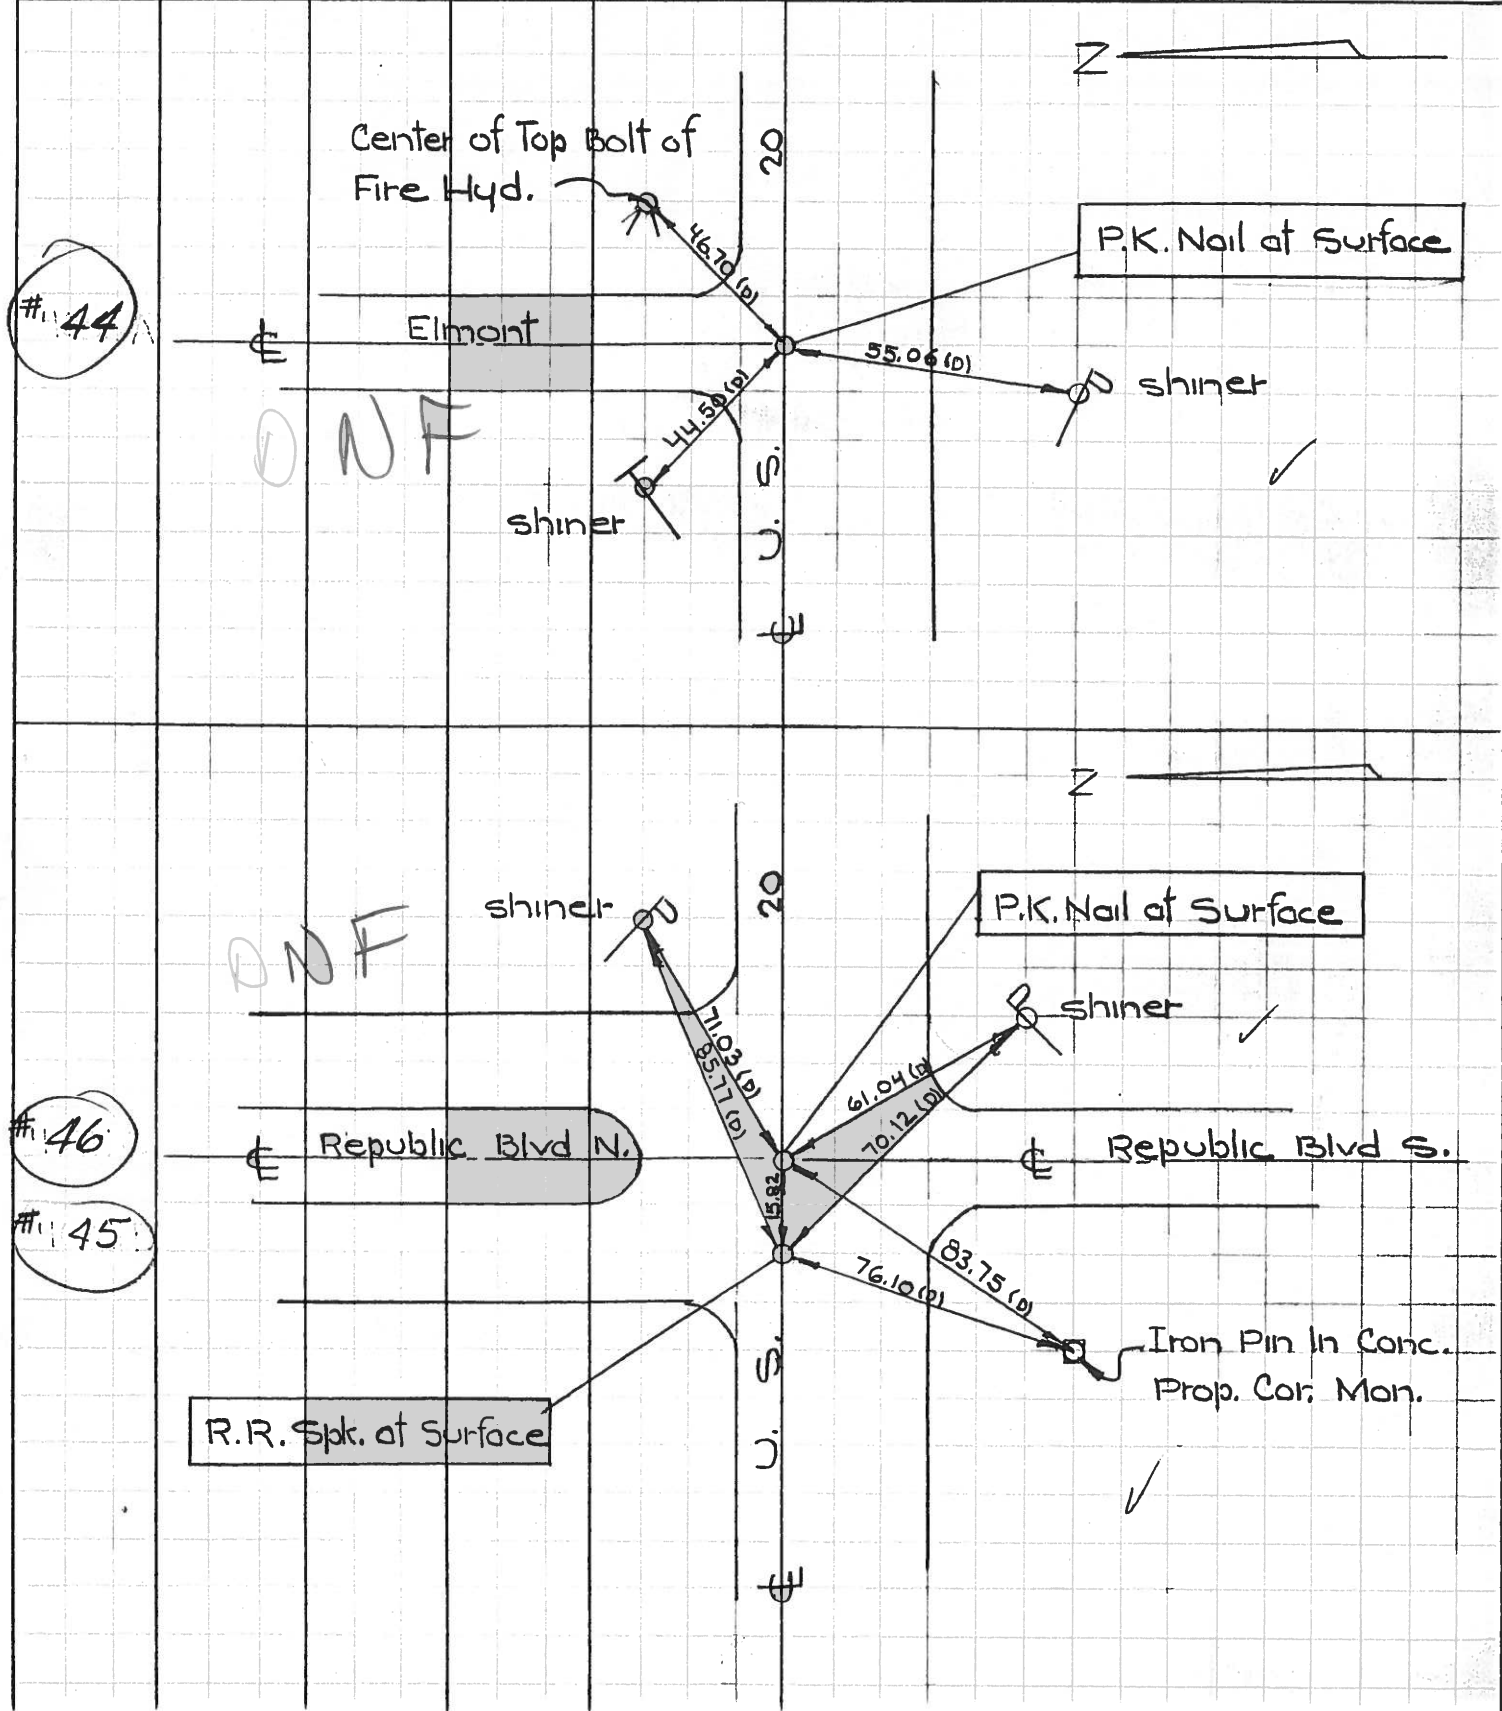 Z
Center of Top Bolt of
Fire Hyd.
20
46.70 (D)
P.K. Nail at Surface
#44
℄
Elmont
55.06 (D)
shiner
DNF
44.50 (D)
shiner
U.S.
℄
Z
shiner
20
P.K. Nail at Surface
DNF
shiner
71.03 (D)
85.77 (D)
61.04 (D)
70.12 (D)
#46
℄
Republic Blvd N.
℄
Republic Blvd S.
15.82
#45
76.10 (D)
83.75 (D)
Iron Pin In Conc.
Prop. Cor. Mon.
R.R. Spk. at Surface
U.S.
℄